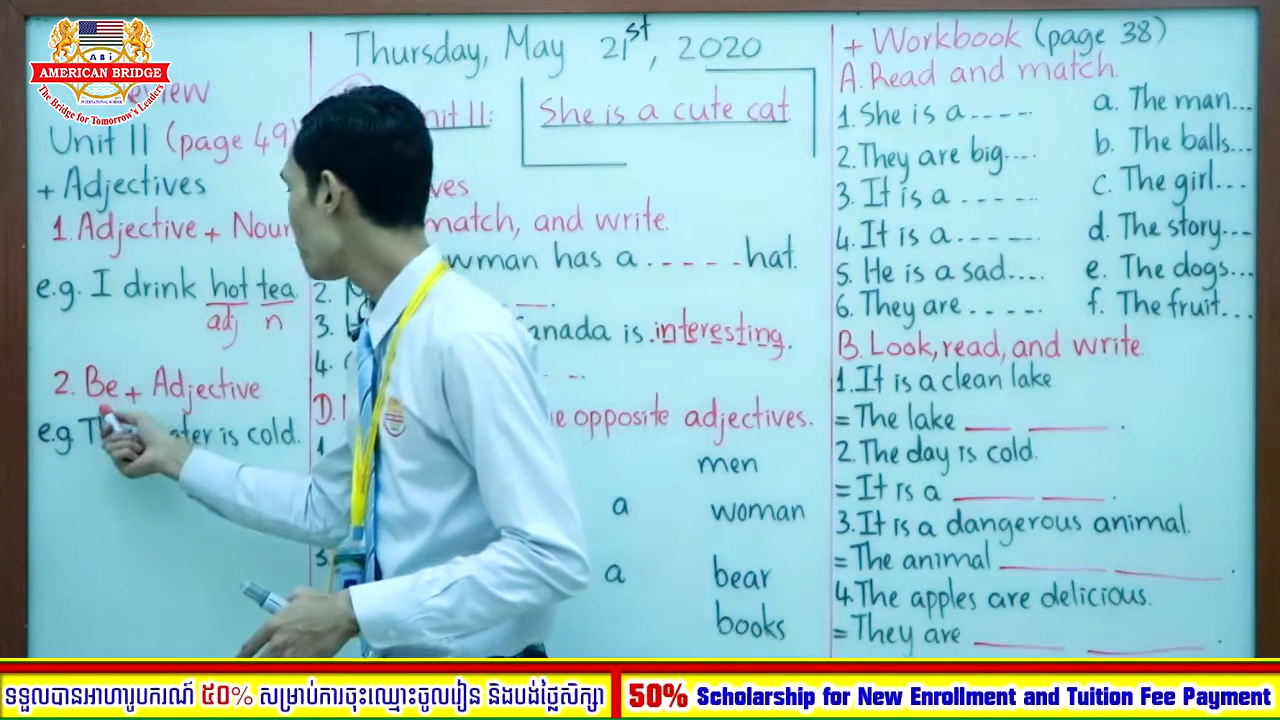 ABi
AMERICAN BRIDGE
INTERNATIONAL SCHOOL
The Bridge for Tomorrow's Leaders
Unit 11 (page 49
+ Adjectives
1. Adjective + Noun
e.g. I drink hot tea
adj n
2. Be + Adjective
e.g Th ater is cold.
Thursday, May 21st, 2020
nit 11: She is a cute cat
ves
match, and write.
wman has a ..... hat.
2.
3. anada is interesting.
4.
D. e opposite adjectives.
1
men
a woman
a bear
books
+ Workbook (page 38)
A. Read and match.
1. She is a ---- a. The man...
2. They are big.... b. The balls...
3. It is a ----- c. The girl...
4. It is a ----- d. The story---
5. He is a sad.... e. The dogs...
6. They are ----- f. The fruit...
B. Look, read, and write.
1. It is a clean lake
= The lake ___ ___ .
2. The day is cold.
= It is a ___ ___ .
3. It is a dangerous animal.
= The animal ___ ___ .
4. The apples are delicious.
= They are ___ ___ .
ទទួលបានអាហារូបករណ៍ ៥០% សម្រាប់ការចុះឈ្មោះចូលរៀន និងបង់ថ្លៃសិក្សា
50% Scholarship for New Enrollment and Tuition Fee Payment